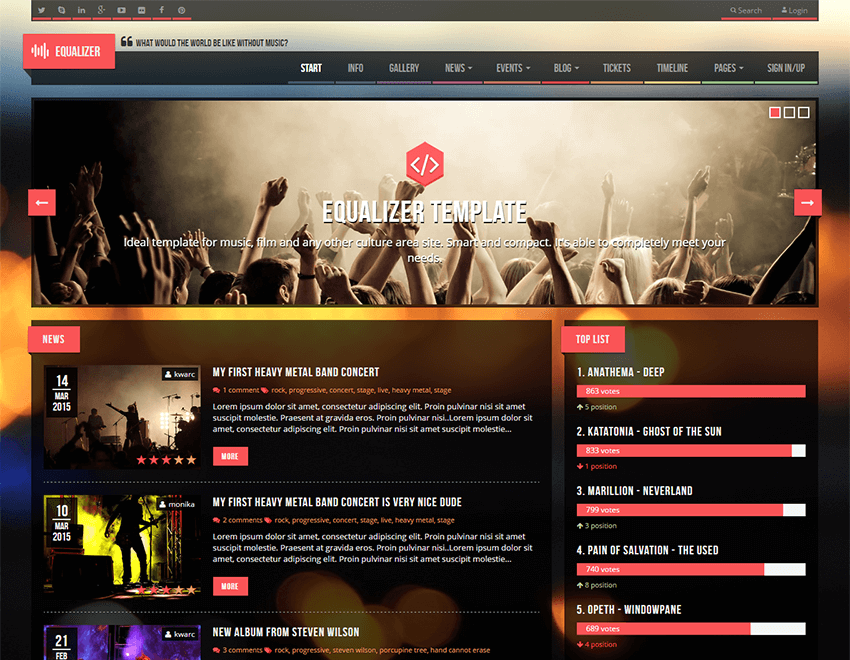 Search
Login
EQUALIZER
WHAT WOULD THE WORLD BE LIKE WITHOUT MUSIC?
START INFO GALLERY NEWS EVENTS BLOG TICKETS TIMELINE PAGES SIGN IN/UP
</>
EQUALIZER TEMPLATE
Ideal template for music, film and any other culture area site. Smart and compact. It's able to completely meet your
needs.
NEWS
14
MAR
2015
kwarc
MY FIRST HEAVY METAL BAND CONCERT
1 comment rock, progressive, concert, stage, live, heavy metal, stage
Lorem ipsum dolor sit amet, consectetur adipiscing elit. Proin pulvinar nisi sit amet
suscipit molestie. Praesent at gravida eros. Proin pulvinar nisi..Lorem ipsum dolor sit
amet, consectetur adipiscing elit. Proin pulvinar nisi sit amet suscipit molestie...
MORE
10
MAR
2015
monika
MY FIRST HEAVY METAL BAND CONCERT IS VERY NICE DUDE
2 comments rock, progressive, concert, stage, live, heavy metal, stage
Lorem ipsum dolor sit amet, consectetur adipiscing elit. Proin pulvinar nisi sit amet
suscipit molestie. Praesent at gravida eros. Proin pulvinar nisi..Lorem ipsum dolor sit
amet, consectetur adipiscing elit. Proin pulvinar nisi sit amet suscipit molestie...
MORE
21
FEB
kwarc
NEW ALBUM FROM STEVEN WILSON
3 comments rock, progressive, steven wilson, porcupine tree, hand cannot erase
TOP LIST
1. ANATHEMA - DEEP
863 votes
5 position
2. KATATONIA - GHOST OF THE SUN
833 votes
1 position
3. MARILLION - NEVERLAND
799 votes
3 position
4. PAIN OF SALVATION - THE USED
740 votes
8 position
5. OPETH - WINDOWPANE
689 votes
4 position